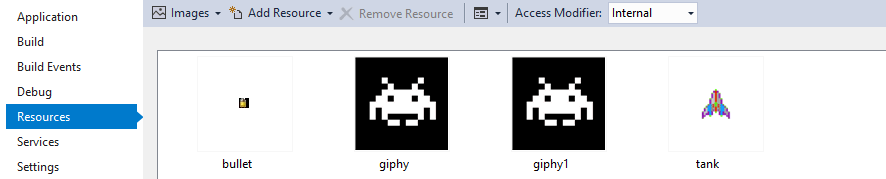 Application
Build
Build Events
Debug
Resources
Services
Settings
Images Add Resource Remove Resource Access Modifier: Internal
bullet giphy giphy1 tank